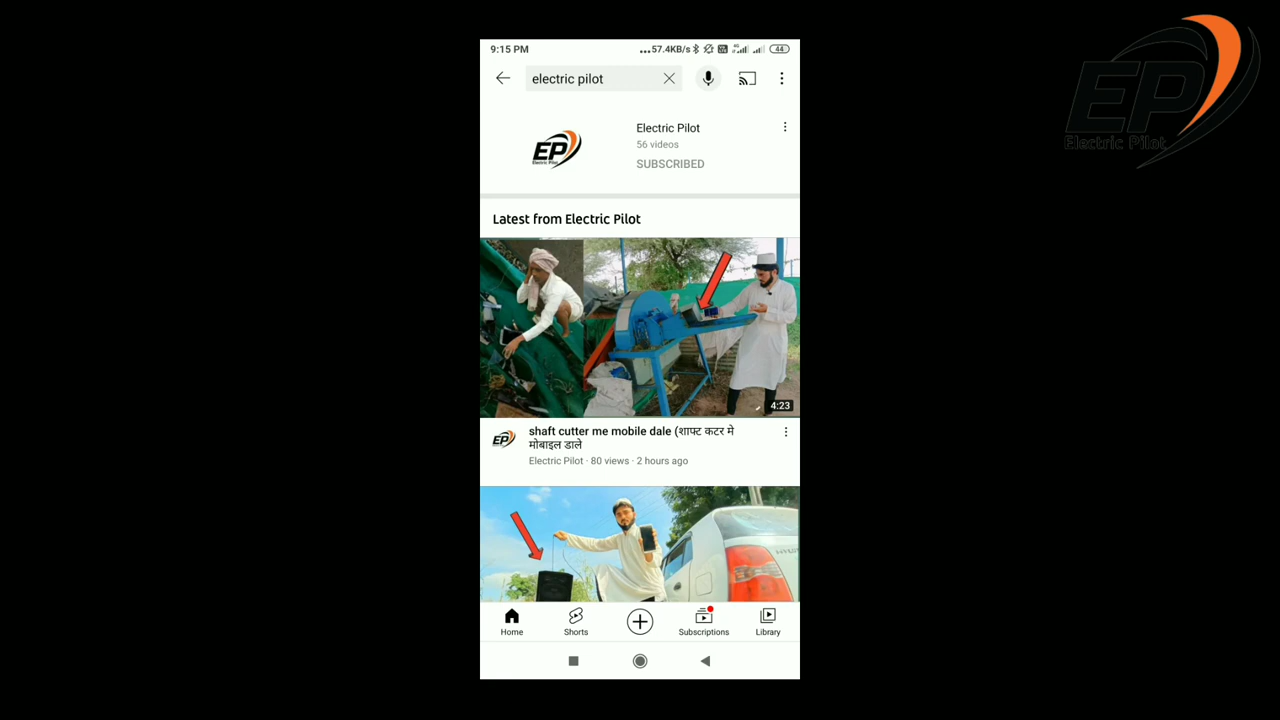 9:15 PM
57.4KB/s
44
electric pilot
EP
Electric Pilot
EP
Electric Pilot
Electric Pilot
56 videos
SUBSCRIBED
Latest from Electric Pilot
4:23
EP
shaft cutter me mobile dale (शाफ्ट कटर मे
मोबाइल डाले
Electric Pilot · 80 views · 2 hours ago
Home
Shorts
Subscriptions
Library